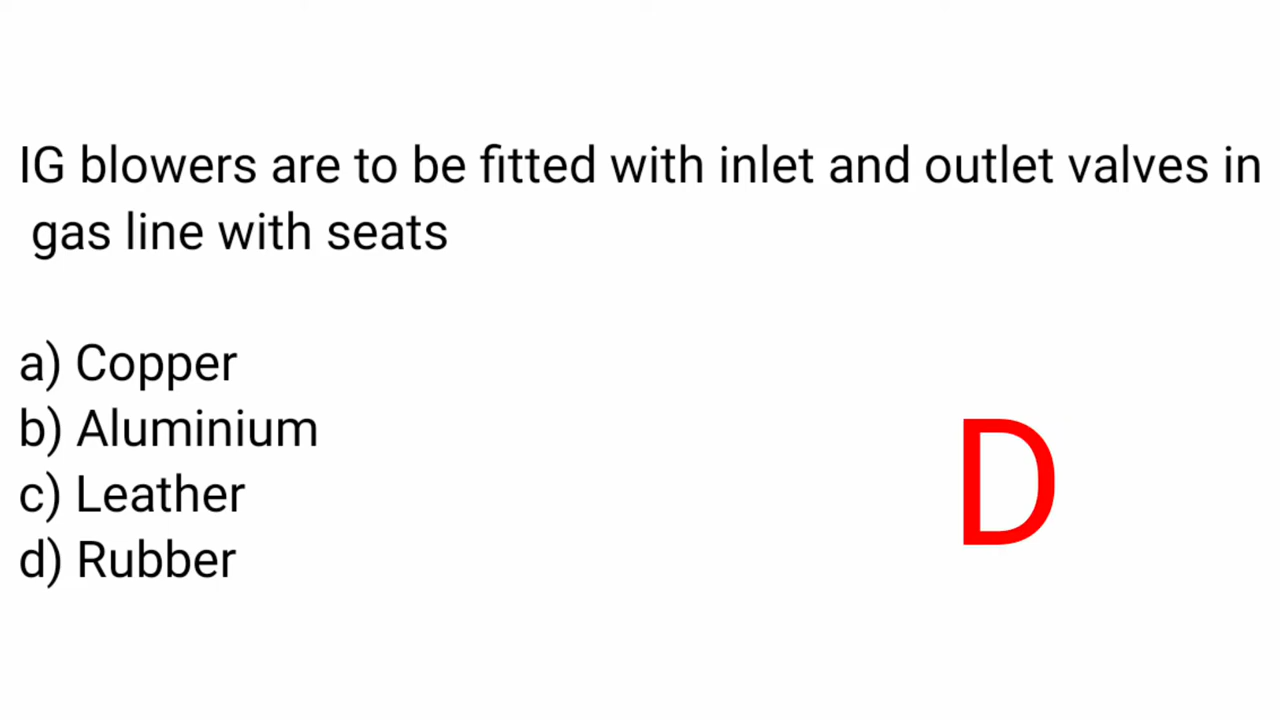 IG blowers are to be fitted with inlet and outlet valves in
gas line with seats
a) Copper
b) Aluminium
c) Leather
d) Rubber
D